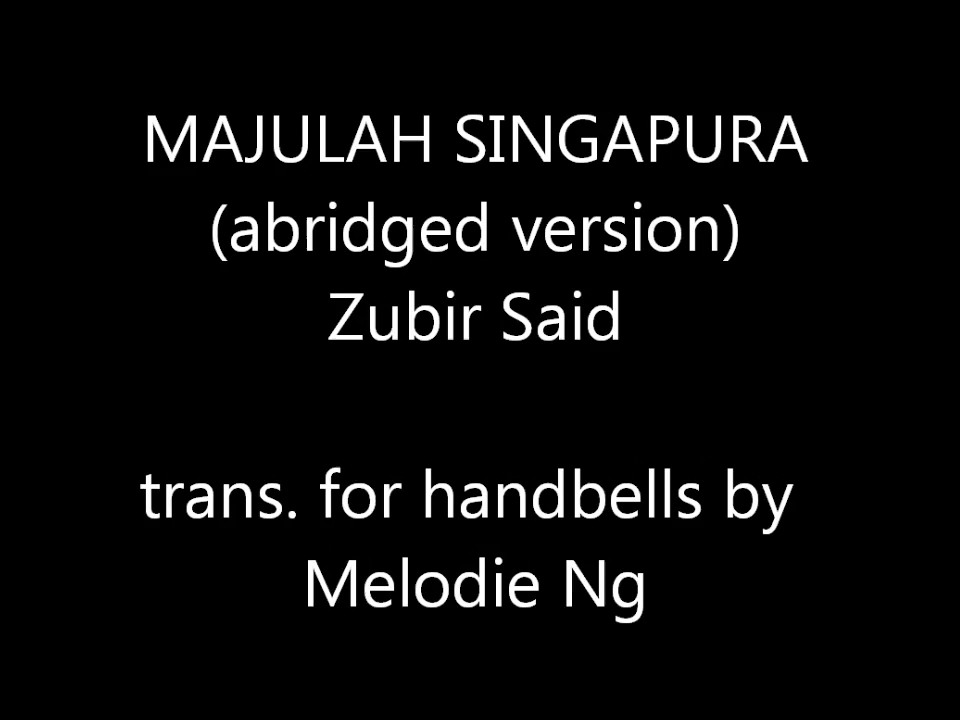 MAJULAH SINGAPURA
(abridged version)
Zubir Said
trans. for handbells by
Melodie Ng